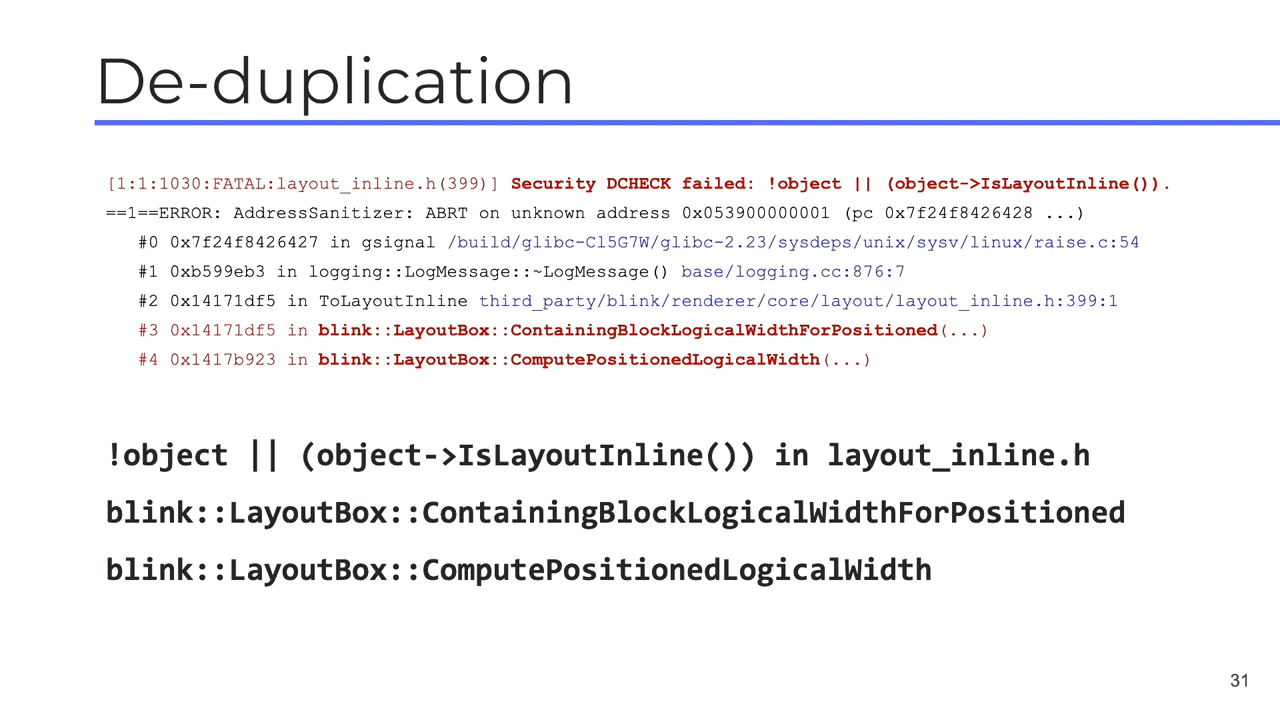 De-duplication
[1:1:1030:FATAL:layout_inline.h(399)] Security DCHECK failed: !object || (object->IsLayoutInline()).
==1==ERROR: AddressSanitizer: ABRT on unknown address 0x053900000001 (pc 0x7f24f8426428 ...)
#0 0x7f24f8426427 in gsignal /build/glibc-Cl5G7W/glibc-2.23/sysdeps/unix/sysv/linux/raise.c:54
#1 0xb599eb3 in logging::LogMessage::~LogMessage() base/logging.cc:876:7
#2 0x14171df5 in ToLayoutInline third_party/blink/renderer/core/layout/layout_inline.h:399:1
#3 0x14171df5 in blink::LayoutBox::ContainingBlockLogicalWidthForPositioned(...)
#4 0x1417b923 in blink::LayoutBox::ComputePositionedLogicalWidth(...)
!object || (object->IsLayoutInline()) in layout_inline.h
blink::LayoutBox::ContainingBlockLogicalWidthForPositioned
blink::LayoutBox::ComputePositionedLogicalWidth
31